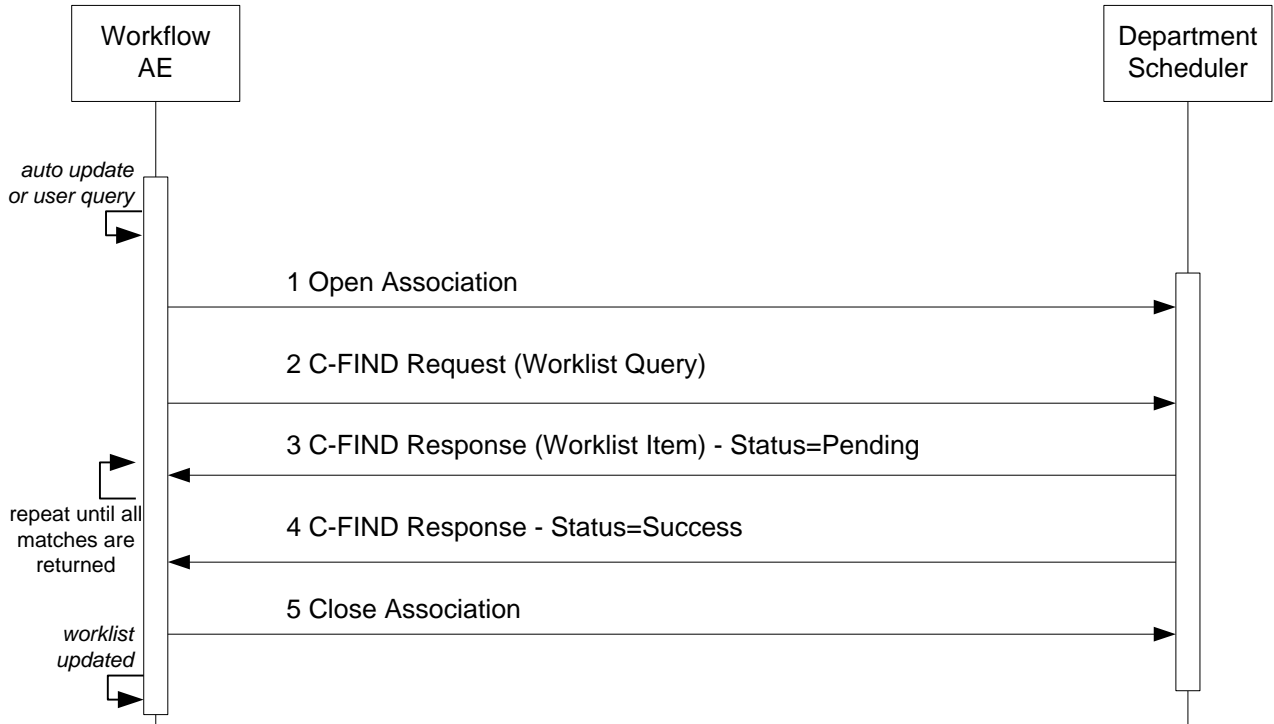 Workflow
AE
Department
Scheduler
auto update
or user query
1 Open Association
2 C-FIND Request (Worklist Query)
3 C-FIND Response (Worklist Item) - Status=Pending
repeat until all
matches are
returned
4 C-FIND Response - Status=Success
5 Close Association
worklist
updated